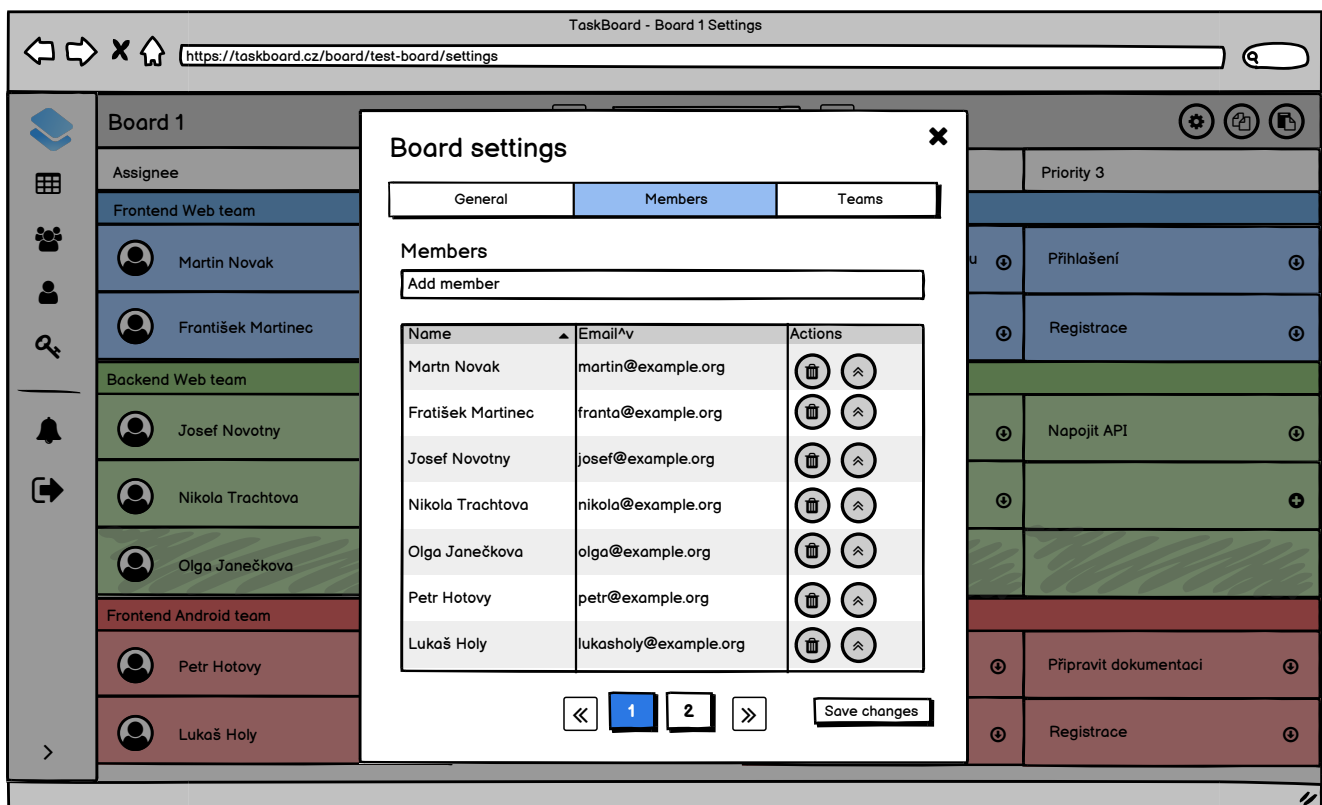 TaskBoard - Board 1 Settings
https://taskboard.cz/board/test-board/settings
Board 1
Board settings
Assignee
Priority 3
General Members Teams
Frontend Web team
Members
Martin Novak
u
Přihlašení
Add member
František Martinec
Registrace
Name Email^v Actions
Martn Novak martin@example.org
Backend Web team
Fratišek Martinec franta@example.org
Josef Novotny
Napojit API
Josef Novotny josef@example.org
Nikola Trachtova
Nikola Trachtova nikola@example.org
Olga Janečkova
Olga Janečkova olga@example.org
Petr Hotovy petr@example.org
Frontend Android team
Lukaš Holy lukasholy@example.org
Petr Hotovy
Připravit dokumentaci
1 2
Save changes
Lukaš Holy
Registrace